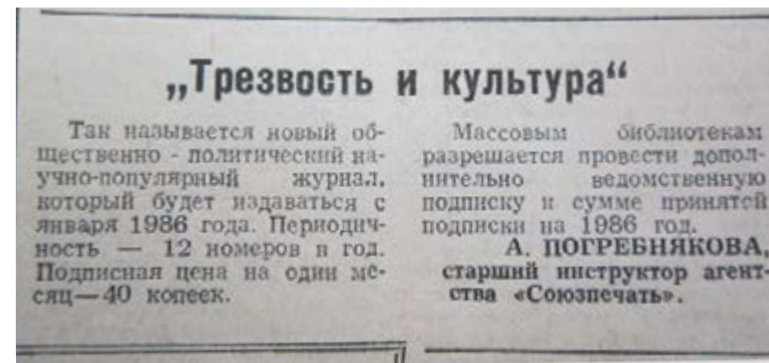 „Трезвость и культура“
Так называется новый об-
щественно - политический на-
учно-популярный журнал,
который будет издаваться с
января 1986 года. Периодич-
ность — 12 номеров в год.
Подписная цена на один ме-
сяц—40 копеек.
Массовым библиотекам
разрешается провести допол-
нительно ведомственную
подписку к сумме принятой
подписки на 1986 год.
А. ПОГРЕБНЯКОВА,
старший инструктор агент-
ства «Союзпечать».